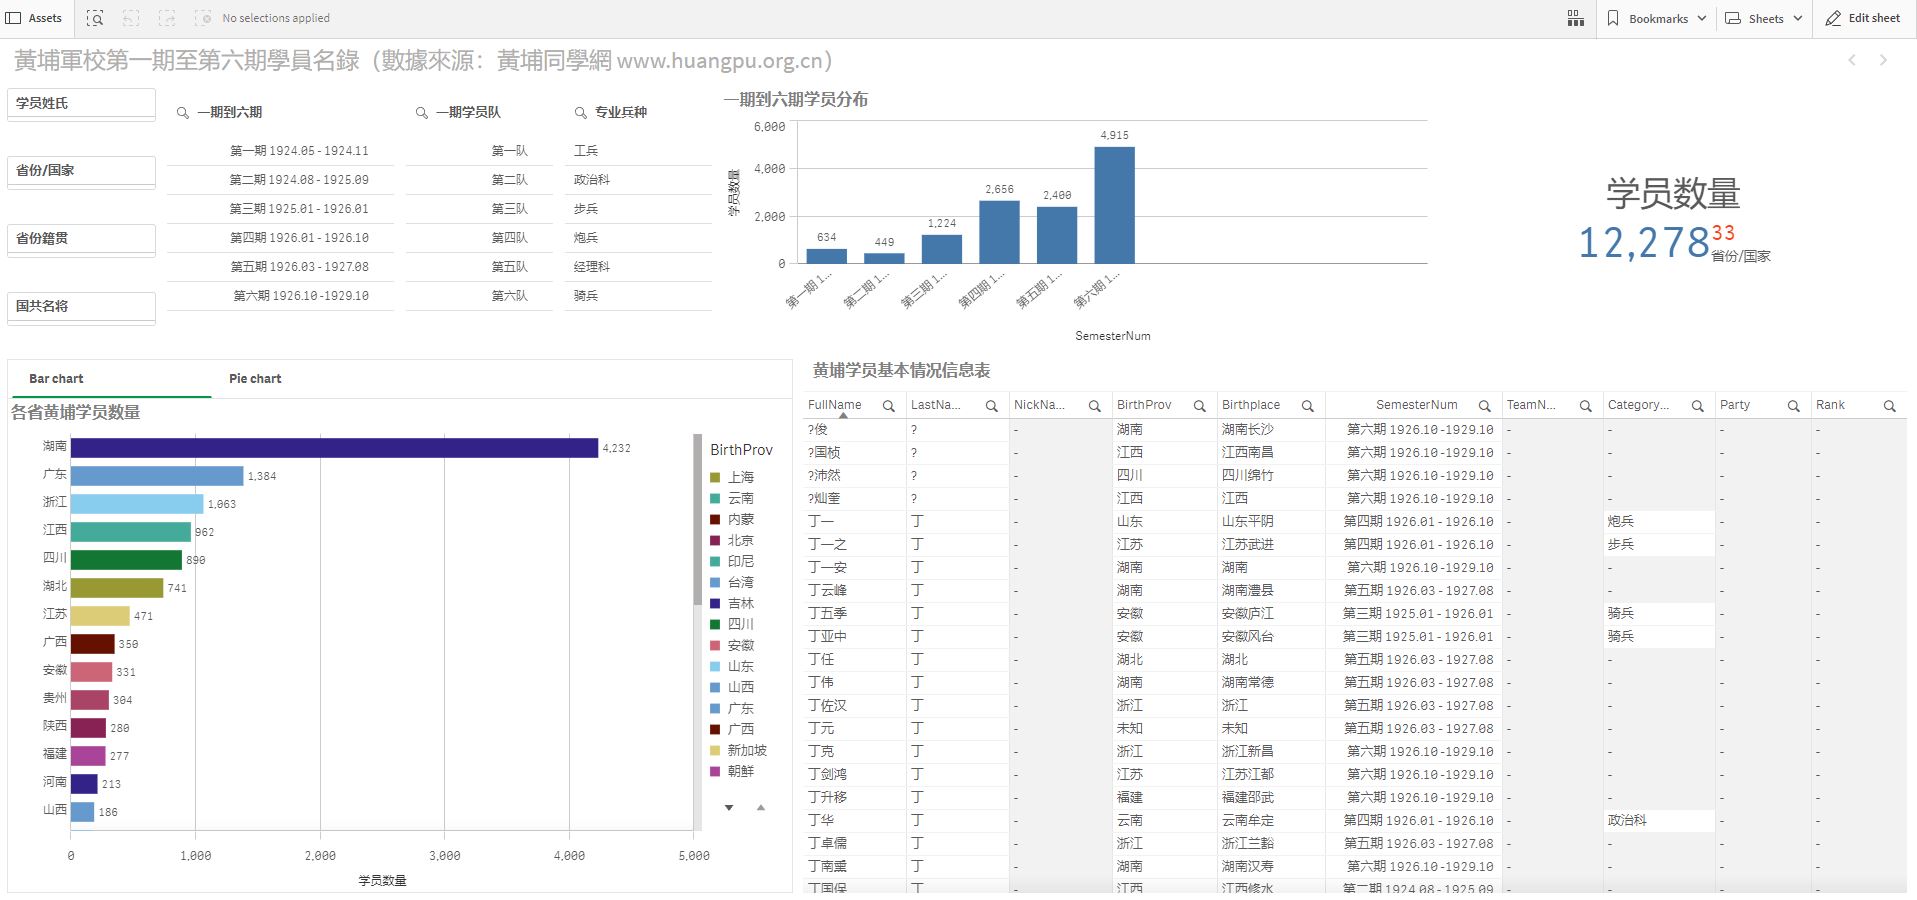 Assets
No selections applied
Bookmarks
Sheets
Edit sheet
黃埔軍校第一期至第六期學員名錄（數據來源：黃埔同學網 www.huangpu.org.cn）
学员姓氏
省份/国家
省份籍贯
国共名将
一期到六期
第一期 1924.05 - 1924.11
第二期 1924.08 - 1925.09
第三期 1925.01 - 1926.01
第四期 1926.01 - 1926.10
第五期 1926.03 - 1927.08
第六期 1926.10 - 1929.10
一期学员队
第一队
第二队
第三队
第四队
第五队
第六队
专业兵种
工兵
政治科
步兵
炮兵
经理科
骑兵
一期到六期学员分布
学员数量
6,000
4,000
2,000
0
634
449
1,224
2,656
2,400
4,915
第一期 1...
第二期 1...
第三期 1...
第四期 1...
第五期 1...
第六期 1...
SemesterNum
学员数量
12,278 33
省份/国家
Bar chart
Pie chart
各省黄埔学员数量
湖南 4,232
广东 1,384
浙江 1,063
江西 962
四川 890
湖北 741
江苏 471
广西 350
安徽 331
贵州 304
陕西 280
福建 277
河南 213
山西 186
0 1,000 2,000 3,000 4,000 5,000
学员数量
BirthProv
上海
云南
内蒙
北京
印尼
台湾
吉林
四川
安徽
山东
山西
广东
广西
新加坡
朝鲜
黄埔学员基本情况信息表
FullName LastNa... NickNa... BirthProv Birthplace SemesterNum TeamN... Category... Party Rank
?俊 ? - 湖南 湖南长沙 第六期 1926.10 -1929.10 - - - -
?国桢 ? - 江西 江西南昌 第六期 1926.10 -1929.10 - - - -
?沛然 ? - 四川 四川绵竹 第六期 1926.10 -1929.10 - - - -
?灿奎 ? - 江西 江西 第六期 1926.10 -1929.10 - - - -
丁一 丁 - 山东 山东平阴 第四期 1926.01 - 1926.10 - 炮兵 - -
丁一之 丁 - 江苏 江苏武进 第四期 1926.01 - 1926.10 - 步兵 - -
丁一安 丁 - 湖南 湖南 第六期 1926.10 -1929.10 - - - -
丁云峰 丁 - 湖南 湖南澧县 第五期 1926.03 - 1927.08 - - - -
丁五季 丁 - 安徽 安徽庐江 第三期 1925.01 - 1926.01 - 骑兵 - -
丁亚中 丁 - 安徽 安徽风台 第三期 1925.01 - 1926.01 - 骑兵 - -
丁任 丁 - 湖北 湖北 第五期 1926.03 - 1927.08 - - - -
丁伟 丁 - 湖南 湖南常德 第五期 1926.03 - 1927.08 - - - -
丁佐汉 丁 - 浙江 浙江 第五期 1926.03 - 1927.08 - - - -
丁元 丁 - 未知 未知 第五期 1926.03 - 1927.08 - - - -
丁克 丁 - 浙江 浙江新昌 第六期 1926.10 -1929.10 - - - -
丁剑鸿 丁 - 江苏 江苏江都 第六期 1926.10 -1929.10 - - - -
丁升移 丁 - 福建 福建邵武 第六期 1926.10 -1929.10 - - - -
丁华 丁 - 云南 云南牟定 第四期 1926.01 - 1926.10 - 政治科 - -
丁卓儒 丁 - 浙江 浙江兰谿 第五期 1926.03 - 1927.08 - - - -
丁南熏 丁 - 湖南 湖南汉寿 第六期 1926.10 -1929.10 - - - -
丁国保 丁 - 江西 江西修水 第二期 1924.08 - 1925.09 - - - -